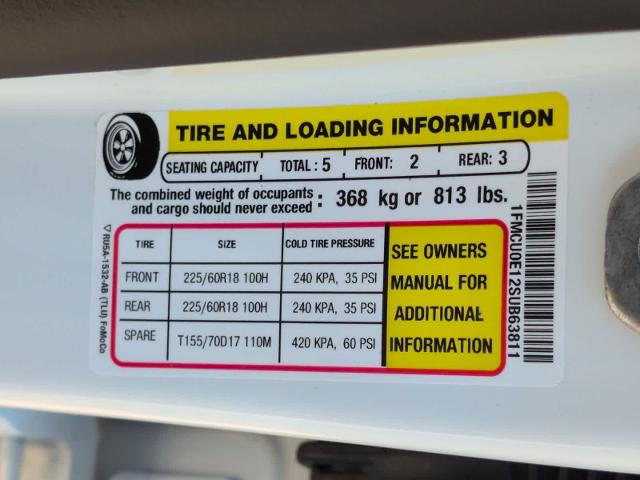 TIRE AND LOADING INFORMATION
SEATING CAPACITY TOTAL : 5 FRONT: 2 REAR: 3
The combined weight of occupants and cargo should never exceed : 368 kg or 813 lbs.
TIRE SIZE COLD TIRE PRESSURE
FRONT 225/60R18 100H 240 KPA, 35 PSI
REAR 225/60R18 100H 240 KPA, 35 PSI
SPARE T155/70D17 110M 420 KPA, 60 PSI
SEE OWNERS
MANUAL FOR
ADDITIONAL
INFORMATION
▽ RU5A-1532-AB (TLU) FoMoCo
1FMCU0E12SUB63811